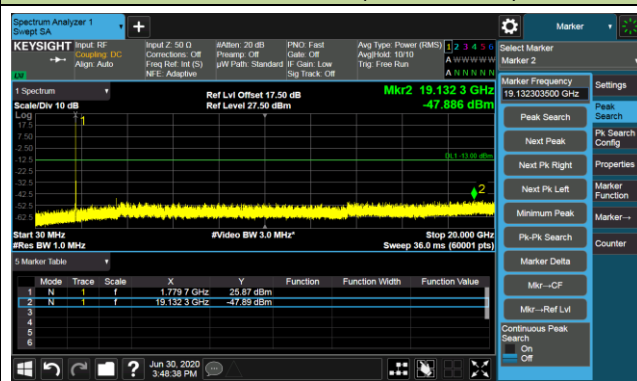 Spectrum Analyzer 1
Swept SA
Marker
KEYSIGHT
Input: RF
Coupling: DC
Align: Auto
Input Z: 50 Ω
Corrections: Off
Freq Ref: Int (S)
NFE: Adaptive
#Atten: 20 dB
Preamp: Off
µW Path: Standard
PNO: Fast
Gate: Off
IF Gain: Low
Sig Track: Off
Avg Type: Power (RMS)
Avg|Hold: 10/10
Trig: Free Run
1 2 3 4 5 6
A W W W W W
A N N N N N
LXI
Select Marker
Marker 2
1 Spectrum
Scale/Div 10 dB
Log
Ref Lvl Offset 17.50 dB
Ref Level 27.50 dBm
Mkr2 19.132 3 GHz
-47.886 dBm
17.5
7.50
-2.50
-12.5
-22.5
-32.5
-42.5
-52.5
-62.5
1
DL1 -13.00 dBm
2
Start 30 MHz
#Res BW 1.0 MHz
#Video BW 3.0 MHz*
Stop 20.000 GHz
Sweep 36.0 ms (60001 pts)
5 Marker Table
Mode Trace Scale X Y Function Function Width Function Value
1 N 1 f 1.779 7 GHz 25.87 dBm
2 N 1 f 19.132 3 GHz -47.89 dBm
3
4
5
6
Marker Frequency
19.132303500 GHz
Peak Search
Next Peak
Next Pk Right
Next Pk Left
Minimum Peak
Pk-Pk Search
Marker Delta
Mkr→CF
Mkr→Ref Lvl
Continuous Peak
Search
On
Off
Settings
Peak
Search
Pk Search
Config
Properties
Marker
Function
Marker→
Counter
Jun 30, 2020
3:48:38 PM